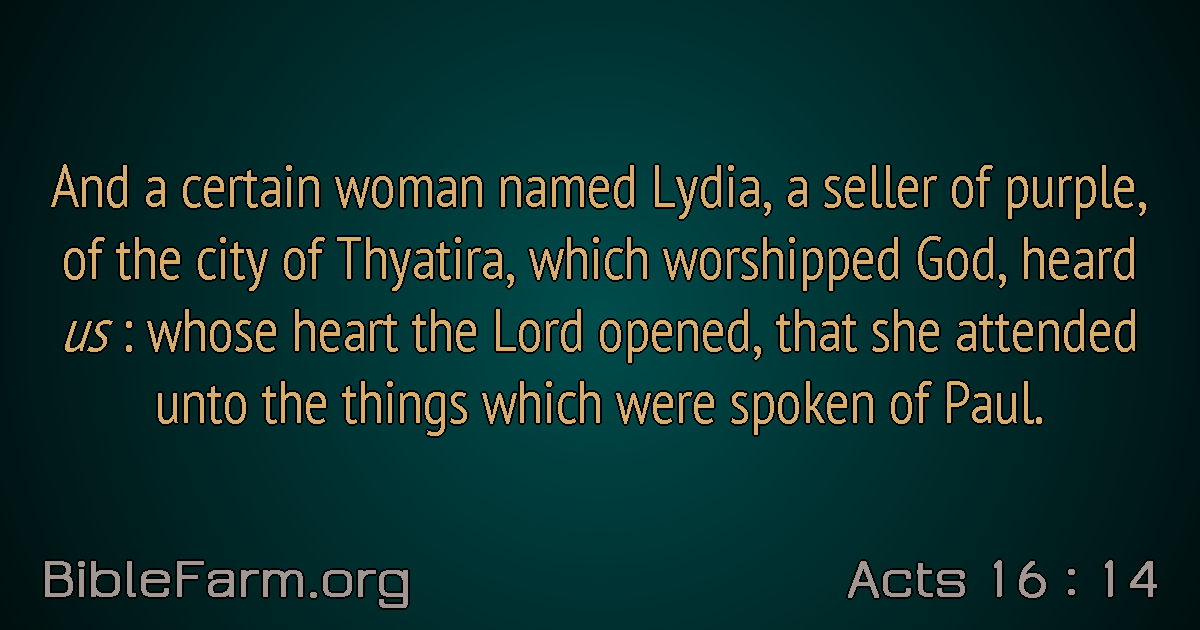 And a certain woman named Lydia, a seller of purple,
of the city of Thyatira, which worshipped God, heard
us : whose heart the Lord opened, that she attended
unto the things which were spoken of Paul.
BibleFarm.org
Acts 16 : 14